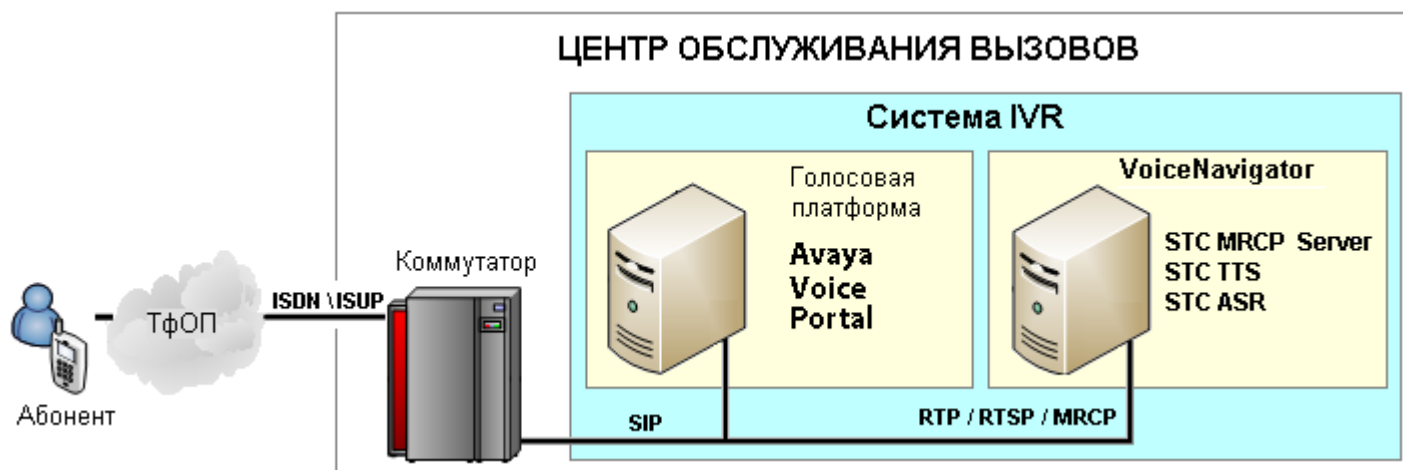 ЦЕНТР ОБСЛУЖИВАНИЯ ВЫЗОВОВ
Система IVR
Голосовая
платформа
Avaya
Voice
Portal
VoiceNavigator
STC MRCP Server
STC TTS
STC ASR
Коммутатор
ISDN \ ISUP
ТфОП
Абонент
SIP
RTP / RTSP / MRCP